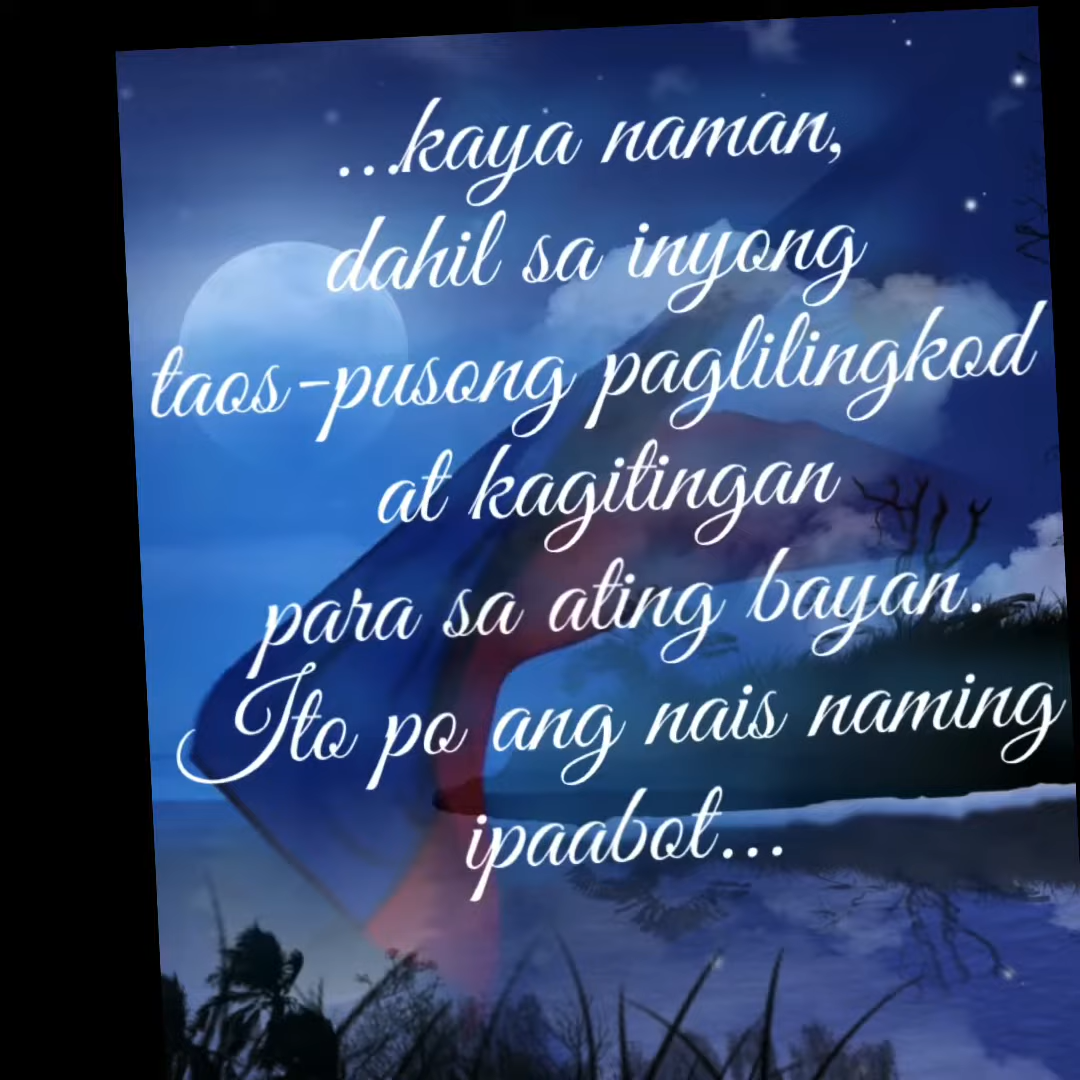 ...kaya naman,
dahil sa inyong
taos-pusong paglilingkod
at kagitingan
para sa ating bayan.
Ito po ang nais naming
ipaabot...